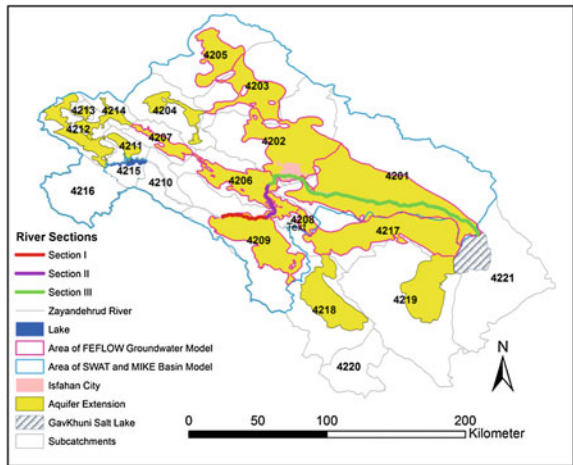 4205
4203
4213
4214
4204
4212
4207
4202
4211
4215
4201
4216
4210
4206
4208
Text
4217
4209
4221
4219
4218
4220
River Sections
Section I
Section II
Section III
Zayandehrud River
Lake
Area of FEFLOW Groundwater Model
Area of SWAT and MIKE Basin Model
Isfahan City
Aquifer Extension
GavKhuni Salt Lake
Subcatchments
N
0 50 100 200
Kilometer